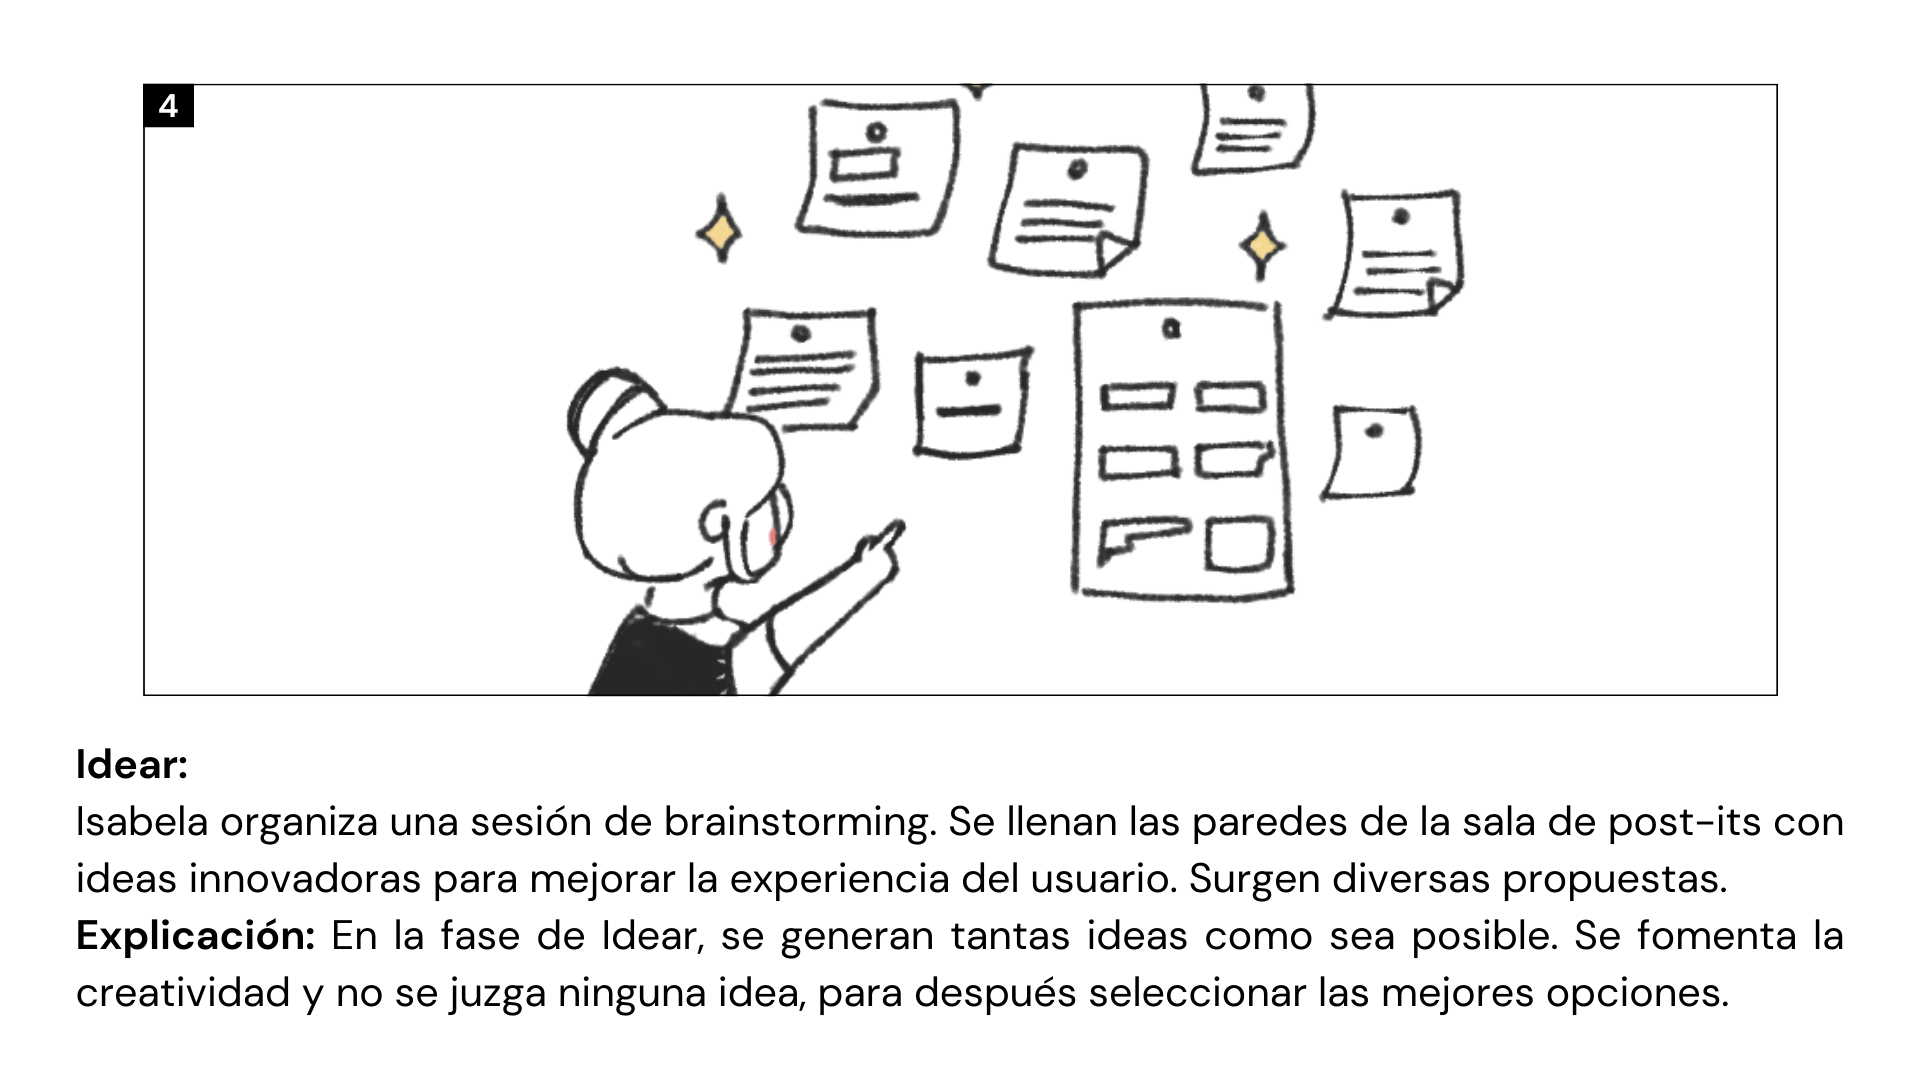 4
Idear:
Isabela organiza una sesión de brainstorming. Se llenan las paredes de la sala de post-its con
ideas innovadoras para mejorar la experiencia del usuario. Surgen diversas propuestas.
Explicación: En la fase de Idear, se generan tantas ideas como sea posible. Se fomenta la
creatividad y no se juzga ninguna idea, para después seleccionar las mejores opciones.